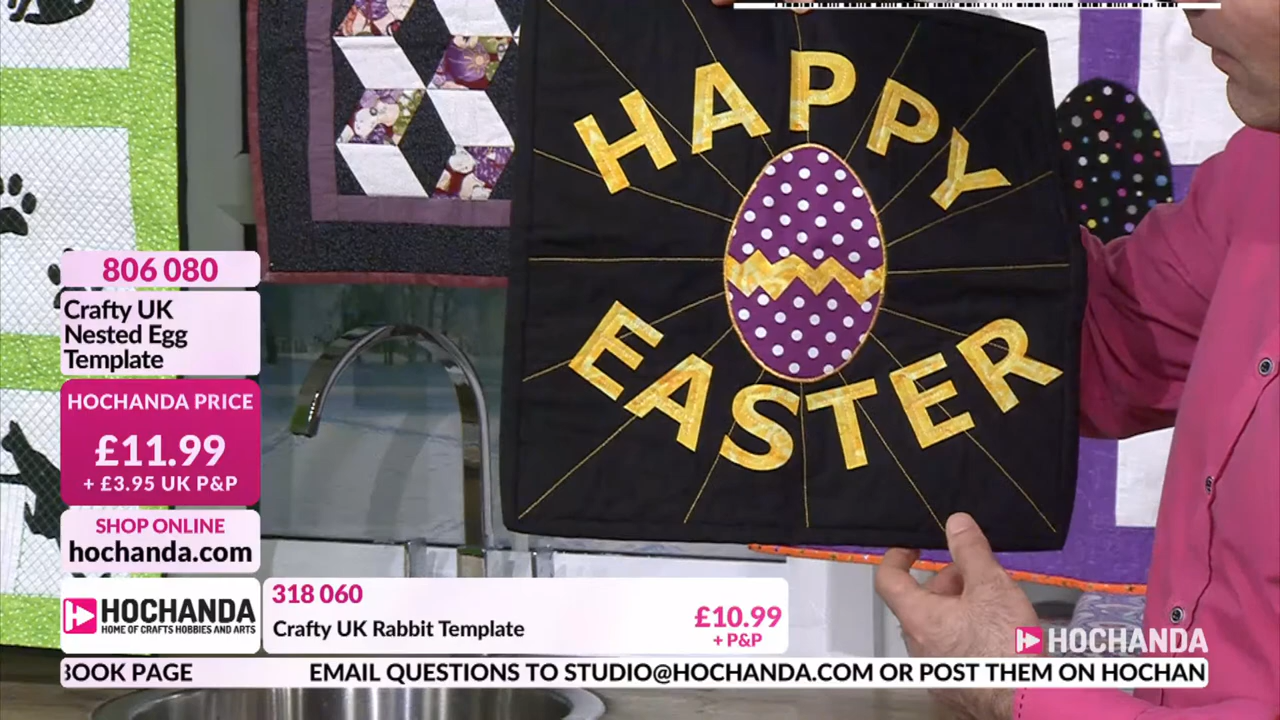 HAPPY
EASTER
806 080
Crafty UK
Nested Egg
Template
HOCHANDA PRICE
£11.99
+ £3.95 UK P&P
SHOP ONLINE
hochanda.com
HOCHANDA
HOME OF CRAFTS HOBBIES AND ARTS
318 060
Crafty UK Rabbit Template
£10.99
+ P&P
HOCHANDA
BOOK PAGE EMAIL QUESTIONS TO STUDIO@HOCHANDA.COM OR POST THEM ON HOCHAN